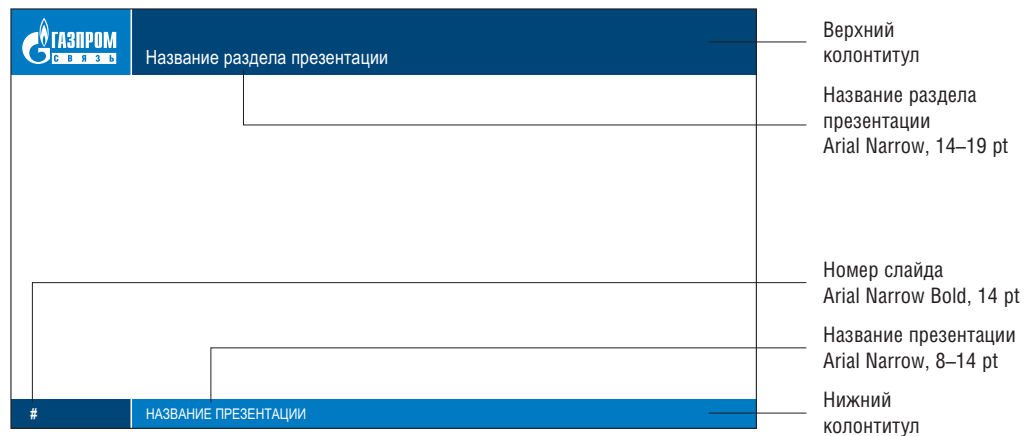 ГАЗПРОМ
СВЯЗЬ
Название раздела презентации
Верхний
колонтитул
Название раздела
презентации
Arial Narrow, 14–19 pt
Номер слайда
Arial Narrow Bold, 14 pt
Название презентации
Arial Narrow, 8–14 pt
#
НАЗВАНИЕ ПРЕЗЕНТАЦИИ
Нижний
колонтитул